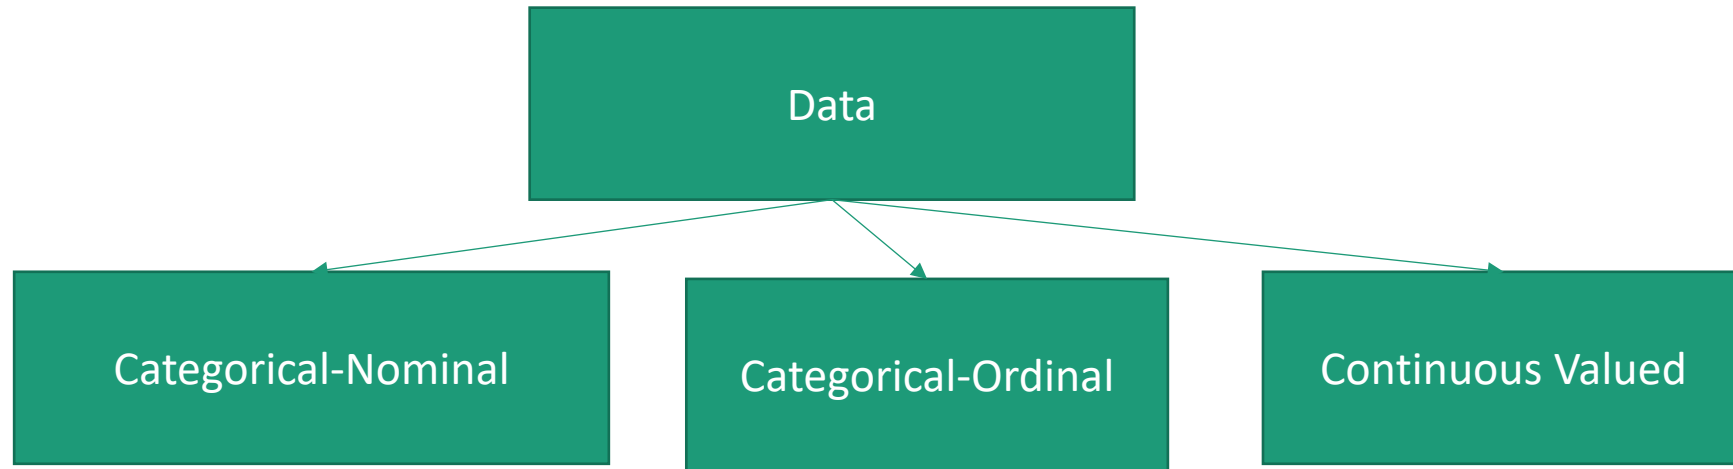 Data
Categorical-Nominal
Categorical-Ordinal
Continuous Valued